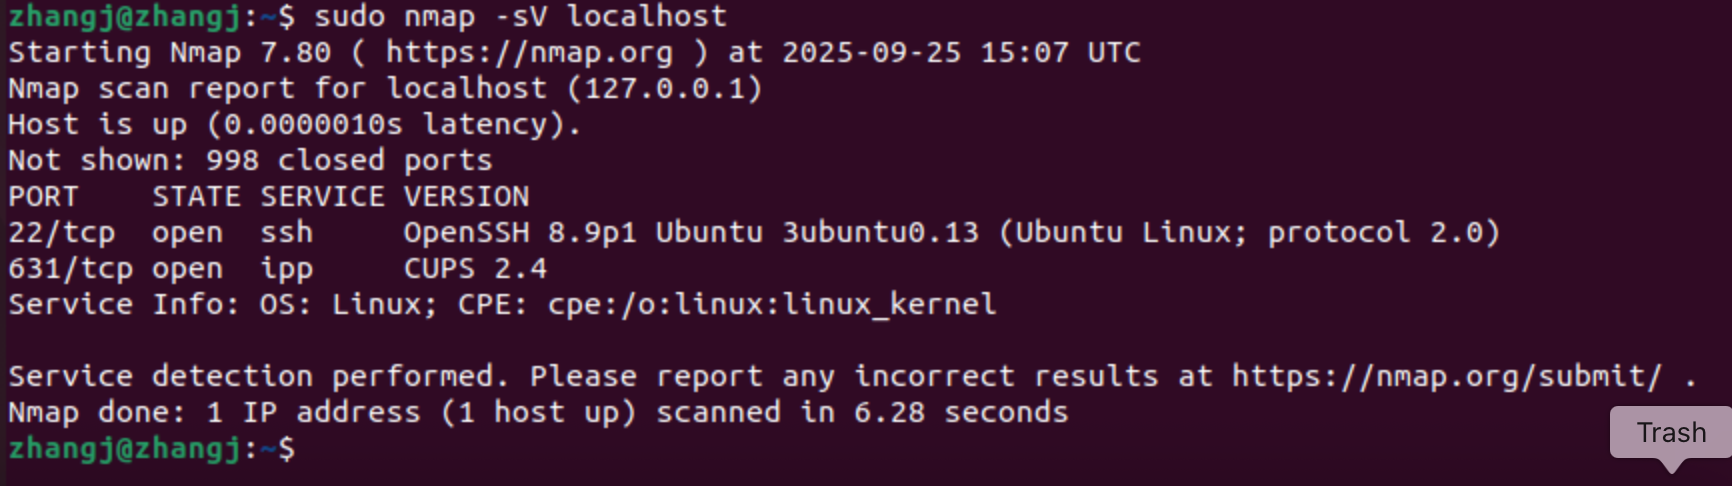 zhangj@zhangj:~$ sudo nmap -sV localhost
Starting Nmap 7.80 ( https://nmap.org ) at 2025-09-25 15:07 UTC
Nmap scan report for localhost (127.0.0.1)
Host is up (0.0000010s latency).
Not shown: 998 closed ports
PORT    STATE SERVICE VERSION
22/tcp  open  ssh     OpenSSH 8.9p1 Ubuntu 3ubuntu0.13 (Ubuntu Linux; protocol 2.0)
631/tcp open  ipp     CUPS 2.4
Service Info: OS: Linux; CPE: cpe:/o:linux:linux_kernel
Service detection performed. Please report any incorrect results at https://nmap.org/submit/ .
Nmap done: 1 IP address (1 host up) scanned in 6.28 seconds
zhangj@zhangj:~$
Trash